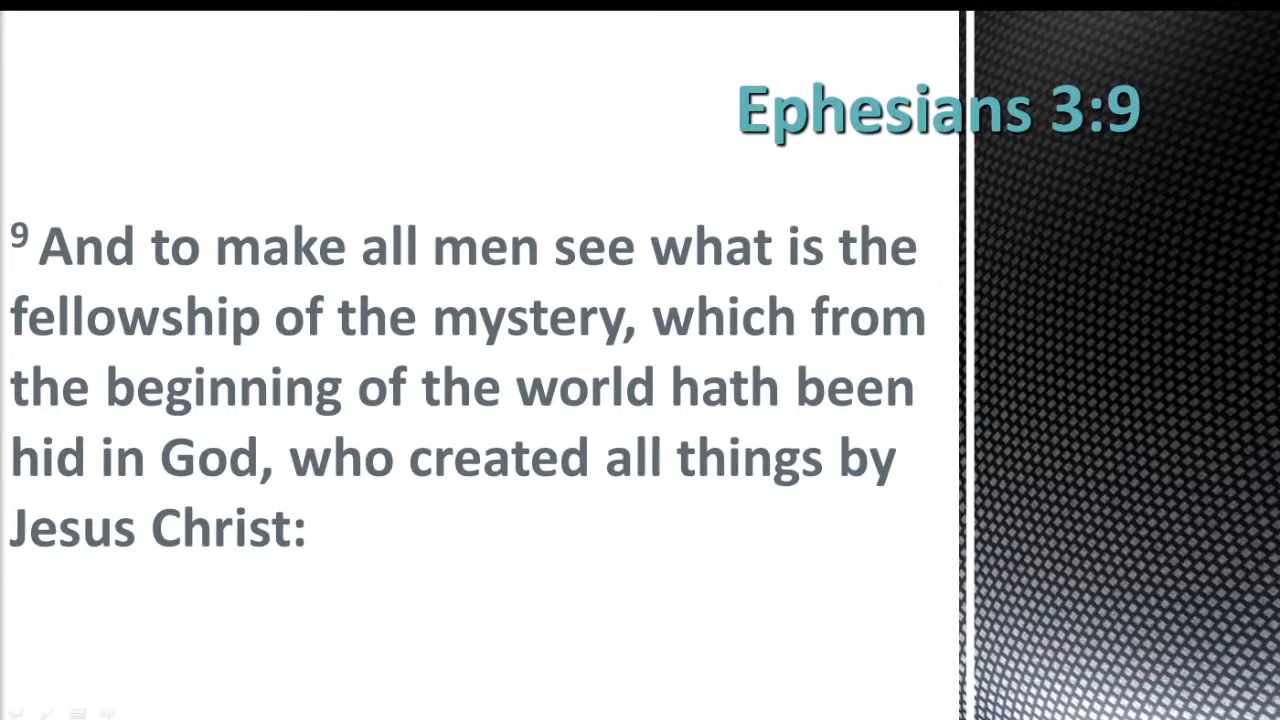 Ephesians 3:9
9 And to make all men see what is the
fellowship of the mystery, which from
the beginning of the world hath been
hid in God, who created all things by
Jesus Christ: